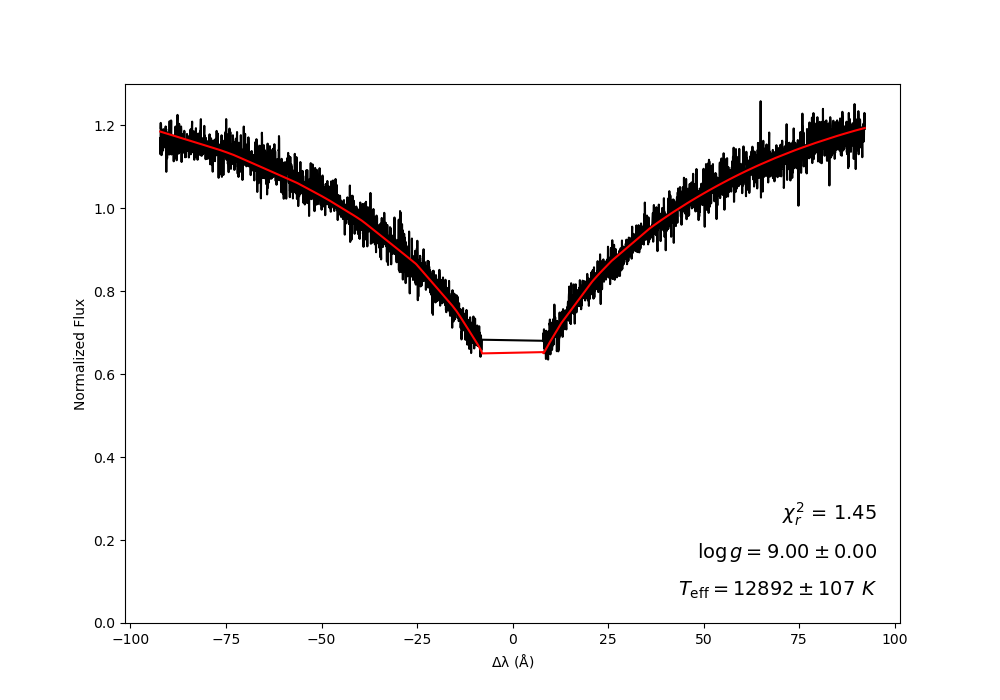 1.2
1.0
0.8
0.6
0.4
0.2
0.0
Normalized Flux
χ²ᵣ = 1.45
log g = 9.00 ± 0.00
T_eff = 12892 ± 107 K
−100 −75 −50 −25 0 25 50 75 100
Δλ (Å)